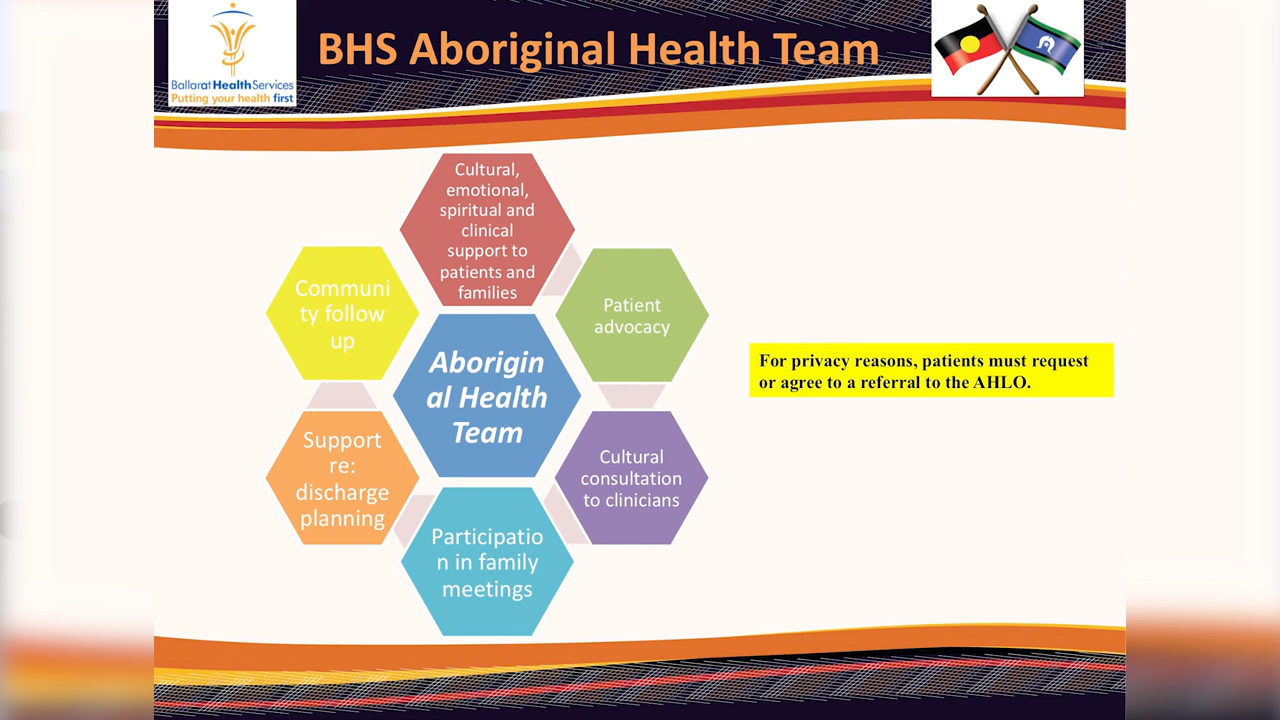 BHS Aboriginal Health Team
Ballarat Health Services
Putting your health first
Cultural,
emotional,
spiritual and
clinical
support to
patients and
families
Patient
advocacy
Cultural
consultation
to clinicians
Participatio
n in family
meetings
Support
re:
discharge
planning
Communi
ty follow
up
Aborigin
al Health
Team
For privacy reasons, patients must request
or agree to a referral to the AHLO.